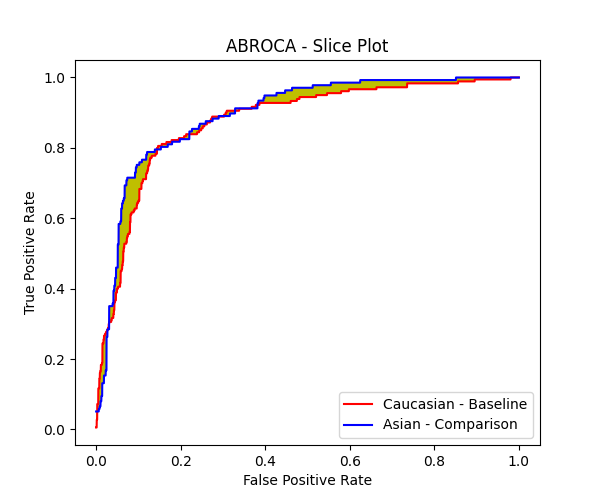 ABROCA - Slice Plot
True Positive Rate
1.0
0.8
0.6
0.4
0.2
0.0
0.0 0.2 0.4 0.6 0.8 1.0
False Positive Rate
Caucasian - Baseline
Asian - Comparison